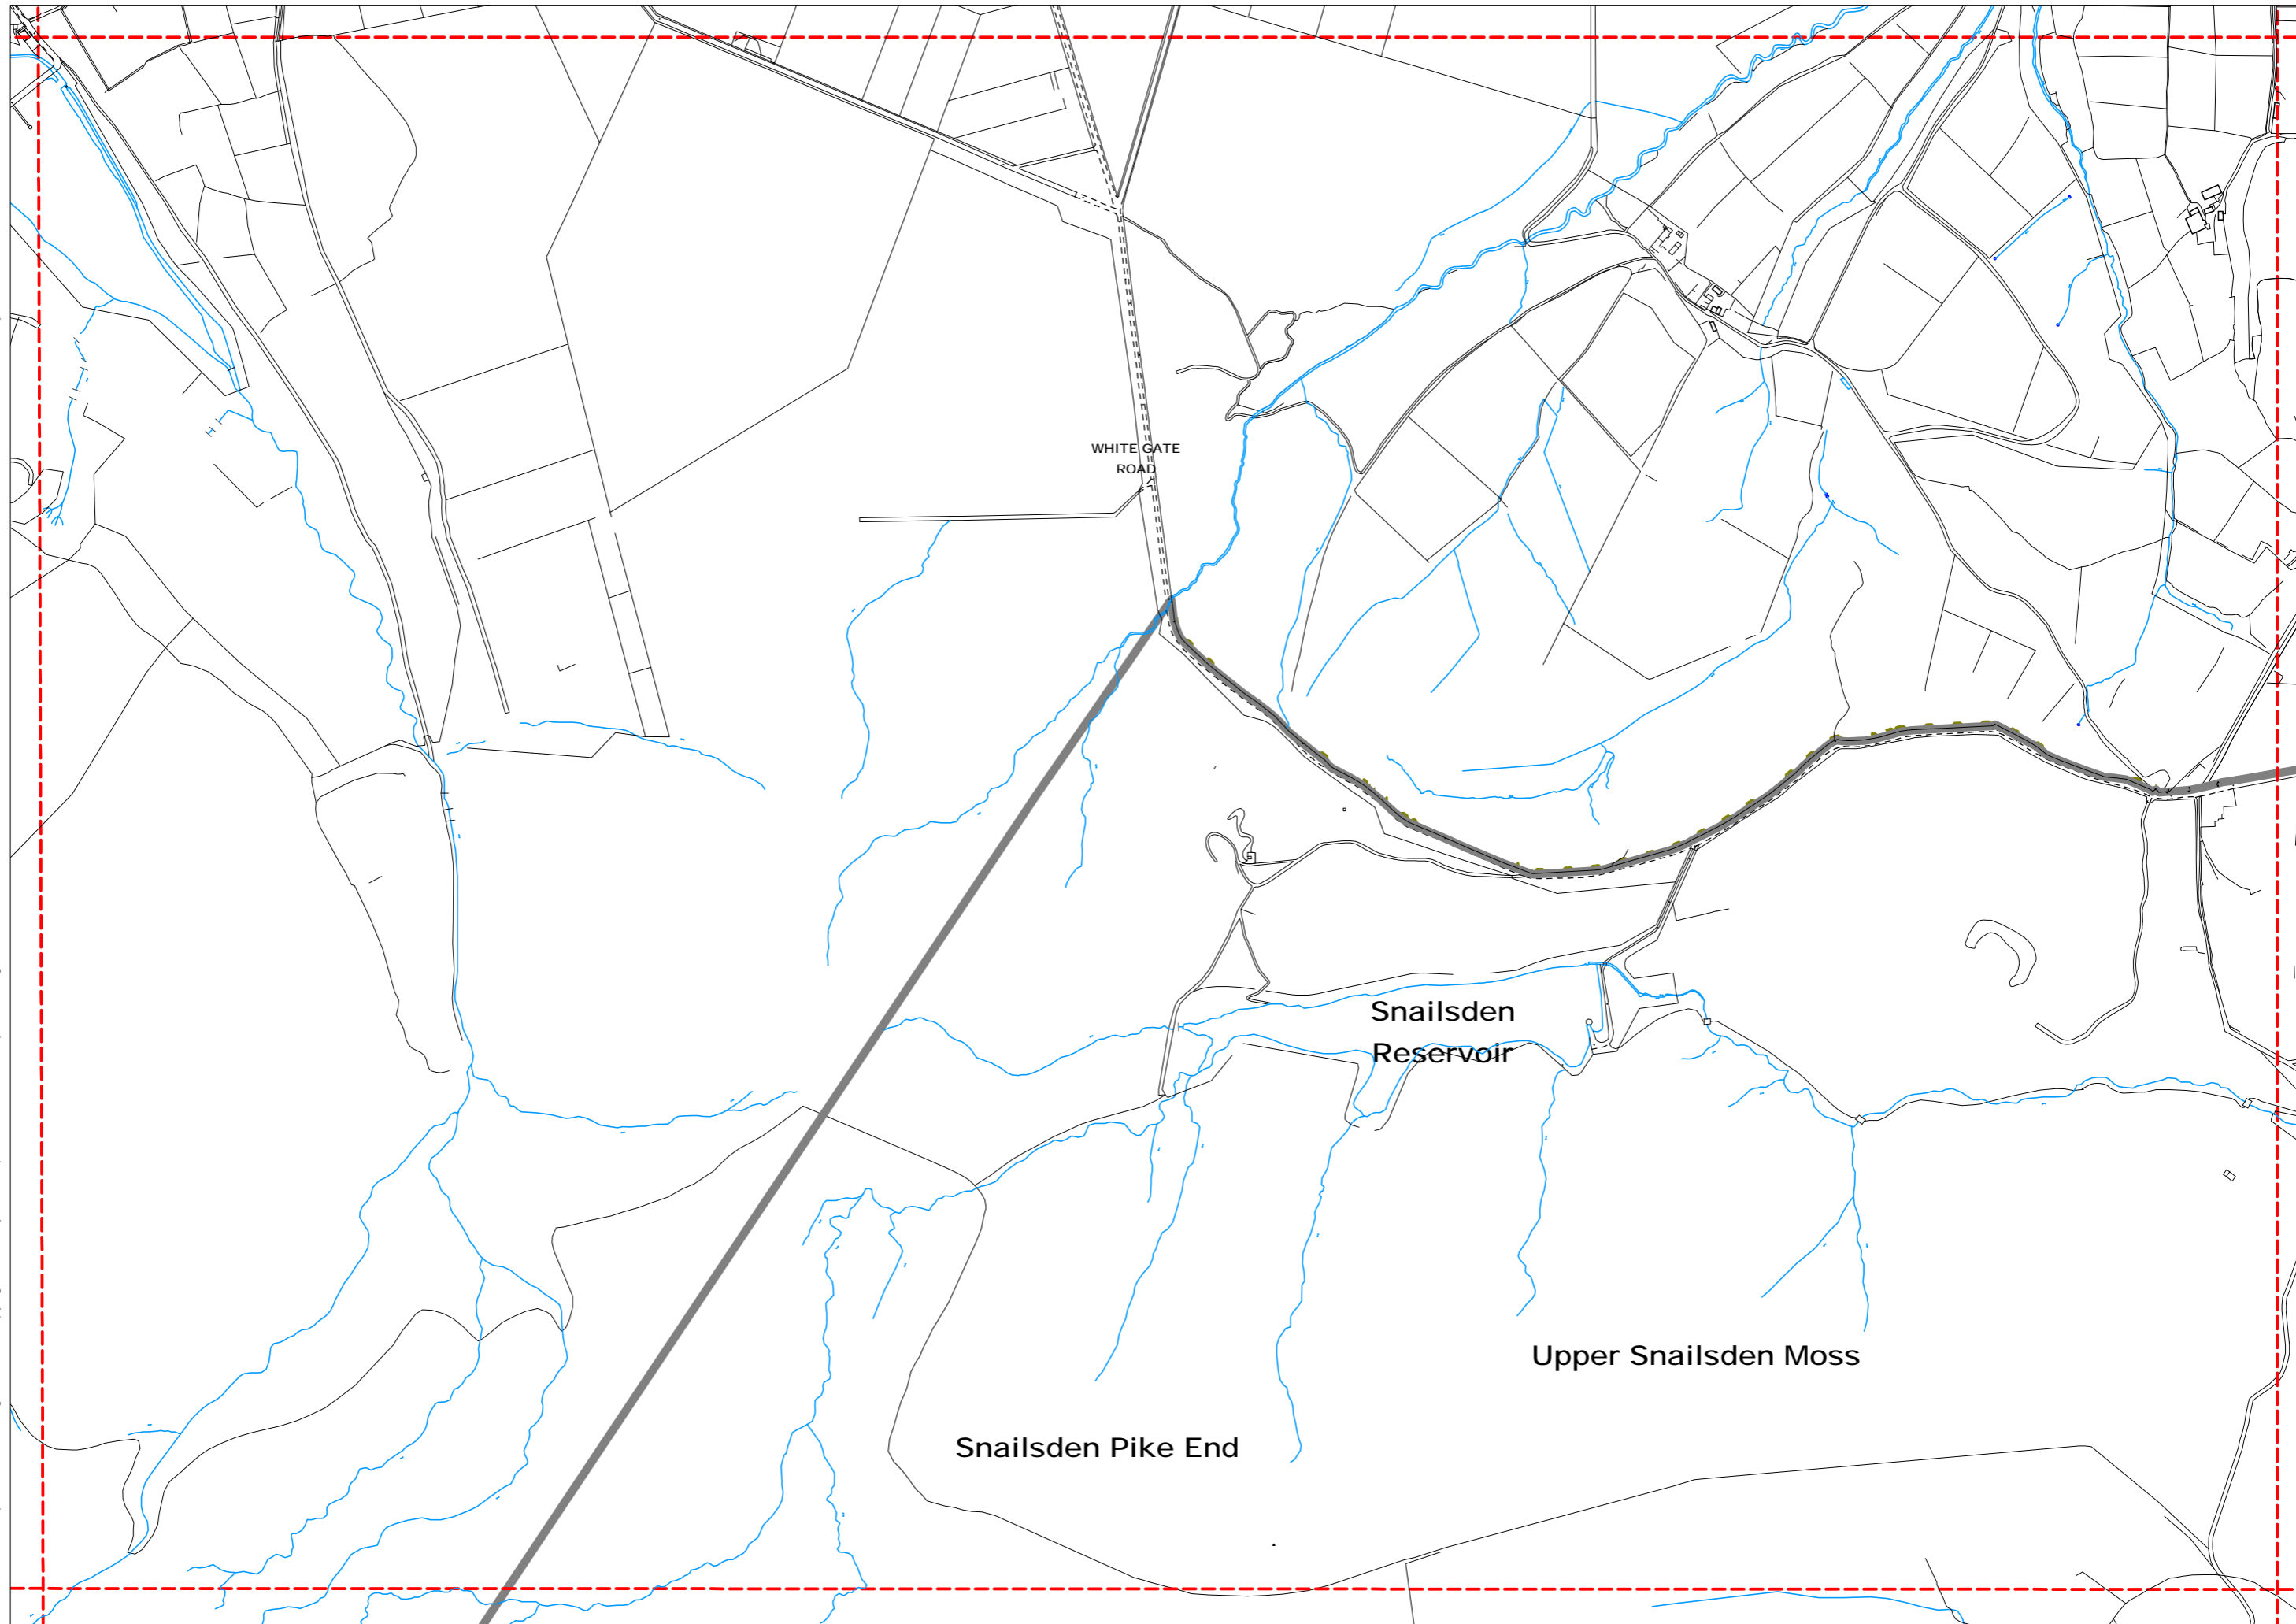 WHITE GATE
ROAD
Snailsden
Reservoir
Upper Snailsden Moss
Snailsden Pike End